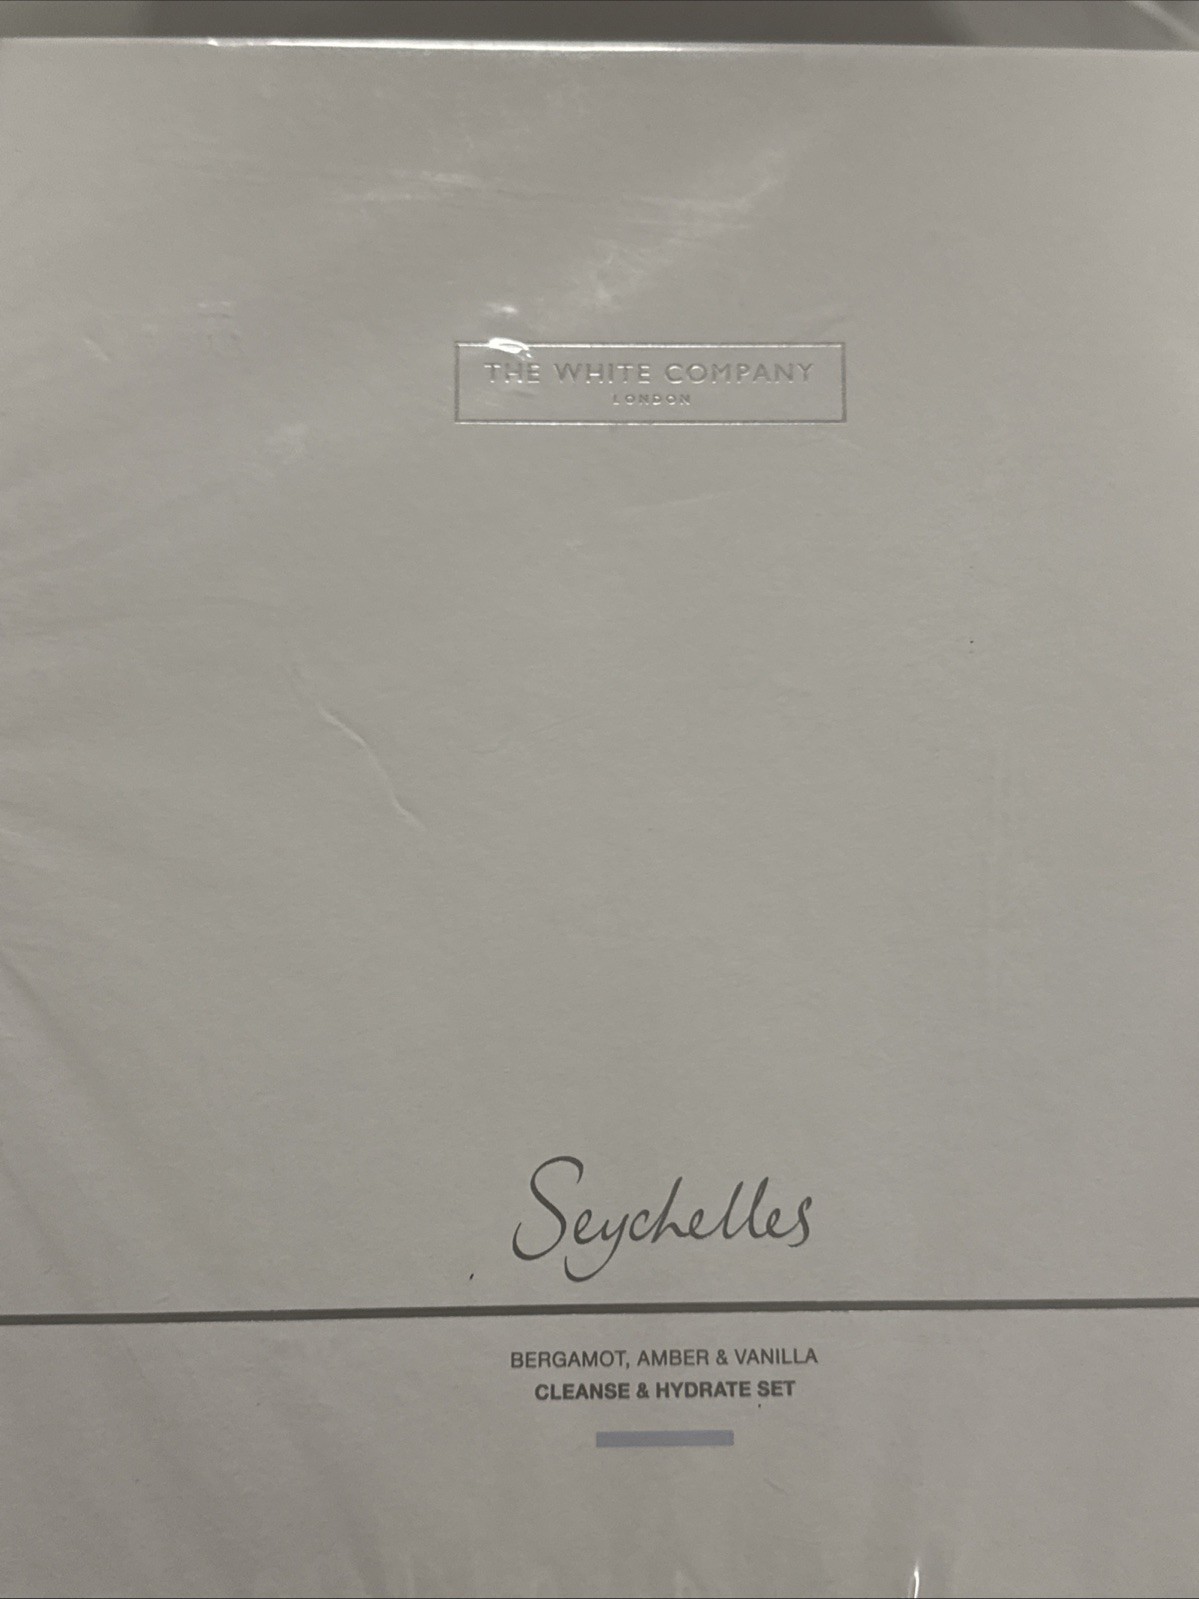 THE WHITE COMPANY
LONDON
Seychelles
BERGAMOT, AMBER & VANILLA
CLEANSE & HYDRATE SET